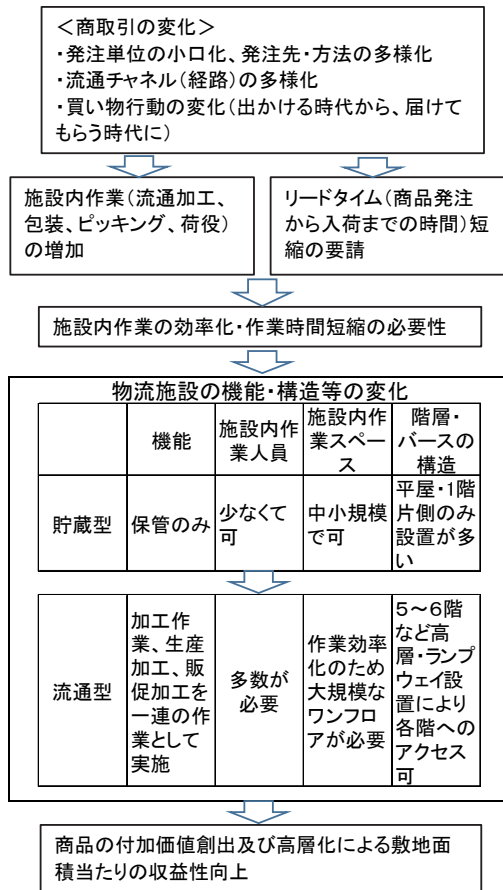 ＜商取引の変化＞
・発注単位の小口化、発注先・方法の多様化
・流通チャネル（経路）の多様化
・買い物行動の変化（出かける時代から、届けて
もらう時代に）
施設内作業（流通加工、
包装、ピッキング、荷役）
の増加
リードタイム（商品発注
から入荷までの時間）短
縮の要請
施設内作業の効率化・作業時間短縮の必要性
物流施設の機能・構造等の変化
機能
施設内作
業人員
施設内作
業スペー
ス
階層・
バースの
構造
貯蔵型
保管のみ
少なくて
可
中小規模
で可
平屋・1階
片側のみ
設置が多
い
流通型
加工作
業、生産
加工、販
促加工を
一連の作
業として
実施
多数が
必要
作業効率
化のため
大規模な
ワンフロ
アが必要
５～６階
など高
層・ランプ
ウェイ設
置により
各階への
アクセス
可
商品の付加価値創出及び高層化による敷地面
積当たりの収益性向上